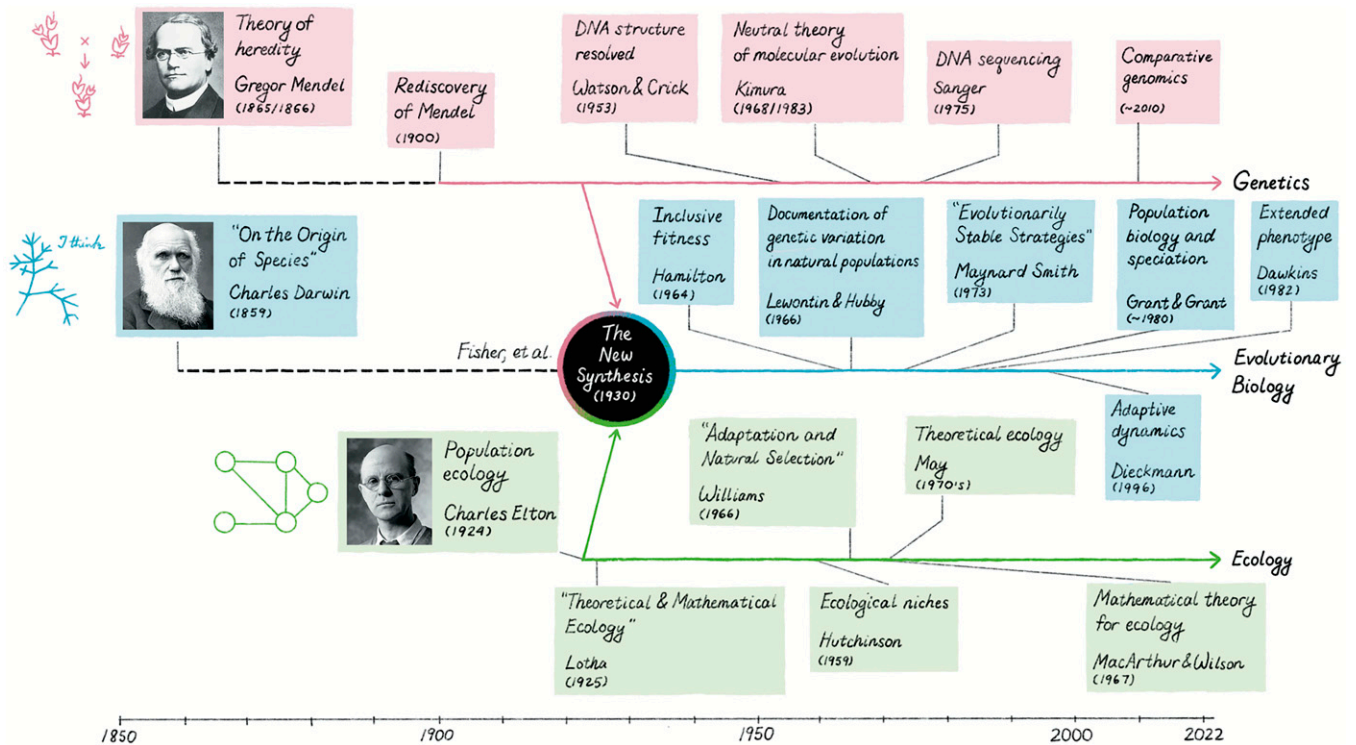 Theory of
heredity
Gregor Mendel
(1865/1866)
Rediscovery
of Mendel
(1900)
DNA structure
resolved
Watson & Crick
(1953)
Neutral theory
of molecular evolution
Kimura
(1968/1983)
DNA sequencing
Sanger
(1975)
Comparative
genomics
(~2010)
Genetics
I think
"On the Origin
of Species"
Charles Darwin
(1859)
Inclusive
fitness
Hamilton
(1964)
Documentation of
genetic variation
in natural populations
Lewontin & Hubby
(1966)
"Evolutionarily
Stable Strategies"
Maynard Smith
(1973)
Population
biology and
speciation
Grant & Grant
(~1980)
Extended
phenotype
Dawkins
(1982)
Fisher, et al.
The
New
Synthesis
(1930)
Evolutionary
Biology
Adaptive
dynamics
Dieckmann
(1996)
Population
ecology
Charles Elton
(1924)
"Adaptation and
Natural Selection"
Williams
(1966)
Theoretical ecology
May
(1970's)
Ecology
"Theoretical & Mathematical
Ecology"
Lotha
(1925)
Ecological niches
Hutchinson
(1959)
Mathematical theory
for ecology
MacArthur & Wilson
(1967)
1850
1900
1950
2000
2022